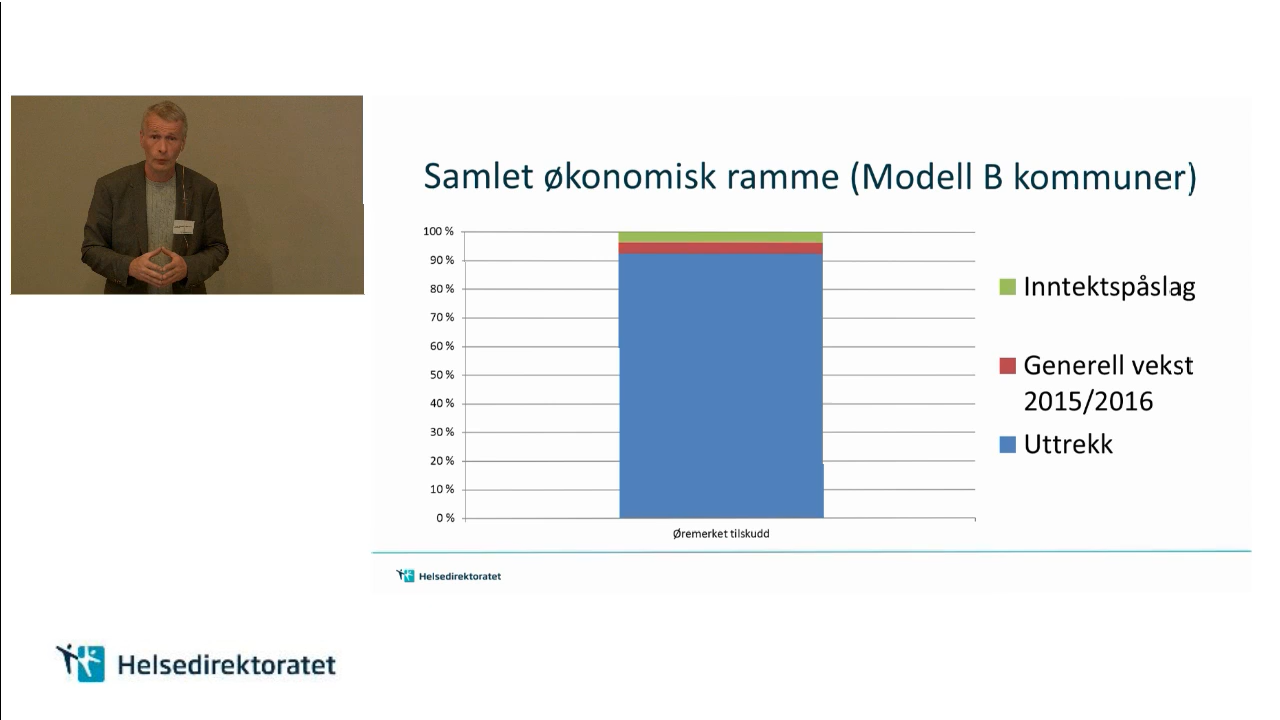 Samlet økonomisk ramme (Modell B kommuner)
100 %
90 %
80 %
70 %
60 %
50 %
40 %
30 %
20 %
10 %
0 %
Øremerket tilskudd
Inntektspåslag
Generell vekst
2015/2016
Uttrekk
Helsedirektoratet
Helsedirektoratet